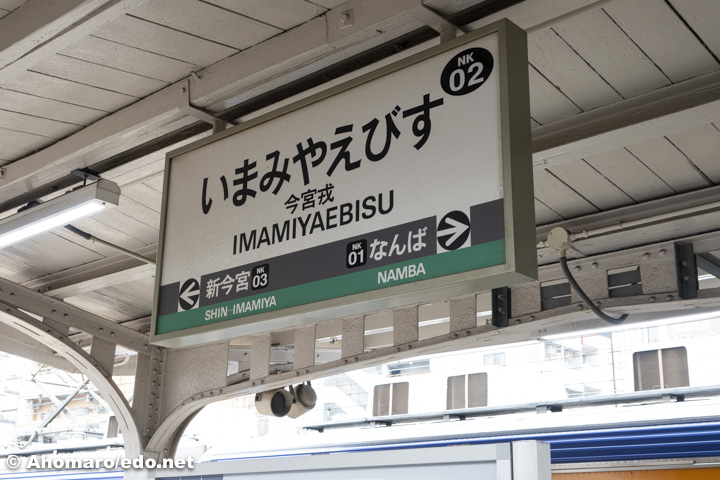 NK
02
いまみやえびす
今宮戎
IMAMIYAEBISU
新今宮 NK 03
SHIN-IMAMIYA
NK 01 なんば
NAMBA
© Ahomaro/edo.net